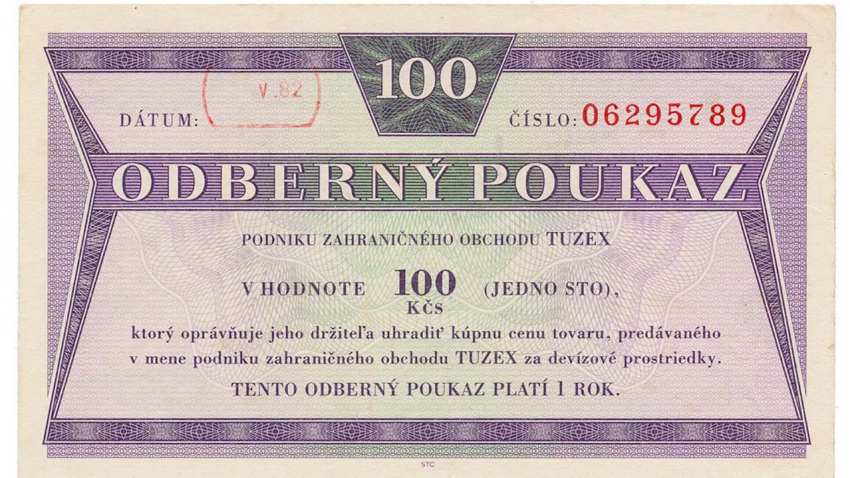 100
V.82
DÁTUM:
ČÍSLO: 06295789
ODBERNÝ POUKAZ
PODNIKU ZAHRANIČNÉHO OBCHODU TUZEX
V HODNOTE 100 (JEDNO STO),
Kčs
ktorý oprávňuje jeho držiteľa uhradiť kúpnu cenu tovaru, predávaného
v mene podniku zahraničného obchodu TUZEX za devízové prostriedky.
TENTO ODBERNÝ POUKAZ PLATÍ 1 ROK.
STC